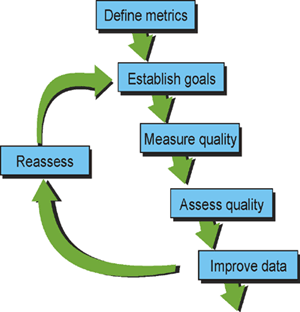 Define metrics
Establish goals
Measure quality
Reassess
Assess quality
Improve data